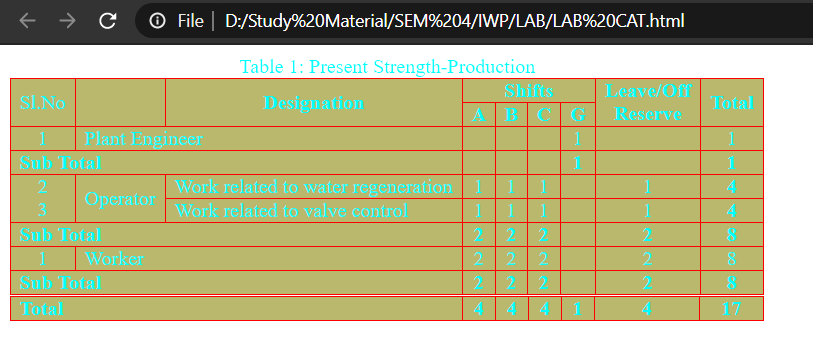 File | D:/Study%20Material/SEM%204/IWP/LAB/LAB%20CAT.html
Table 1: Present Strength-Production
Sl.No Designation Shifts Leave/Off Reserve Total
A B C G
1 Plant Engineer 1 1
Sub Total 1 1
2 Operator Work related to water regeneration 1 1 1 1 4
3 Work related to valve control 1 1 1 1 4
Sub Total 2 2 2 2 8
1 Worker 2 2 2 2 8
Sub Total 2 2 2 2 8
Total 4 4 4 1 4 17